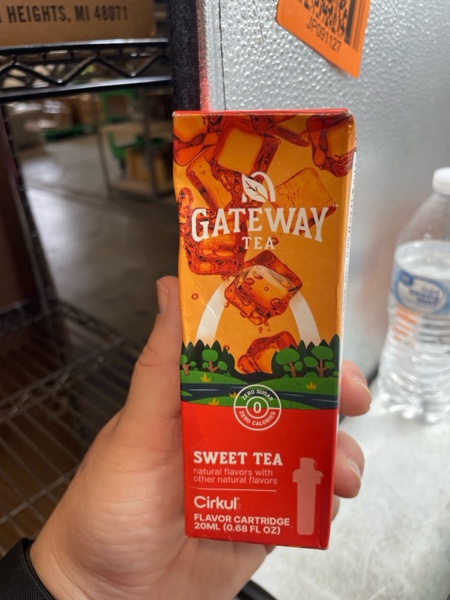 HEIGHTS, MI 48071
JP091127
GATEWAY
TEA
ZERO SUGAR
0
ZERO CALORIES
SWEET TEA
natural flavors with
other natural flavors
Cirkul
FLAVOR CARTRIDGE
20ML (0.68 FL OZ)